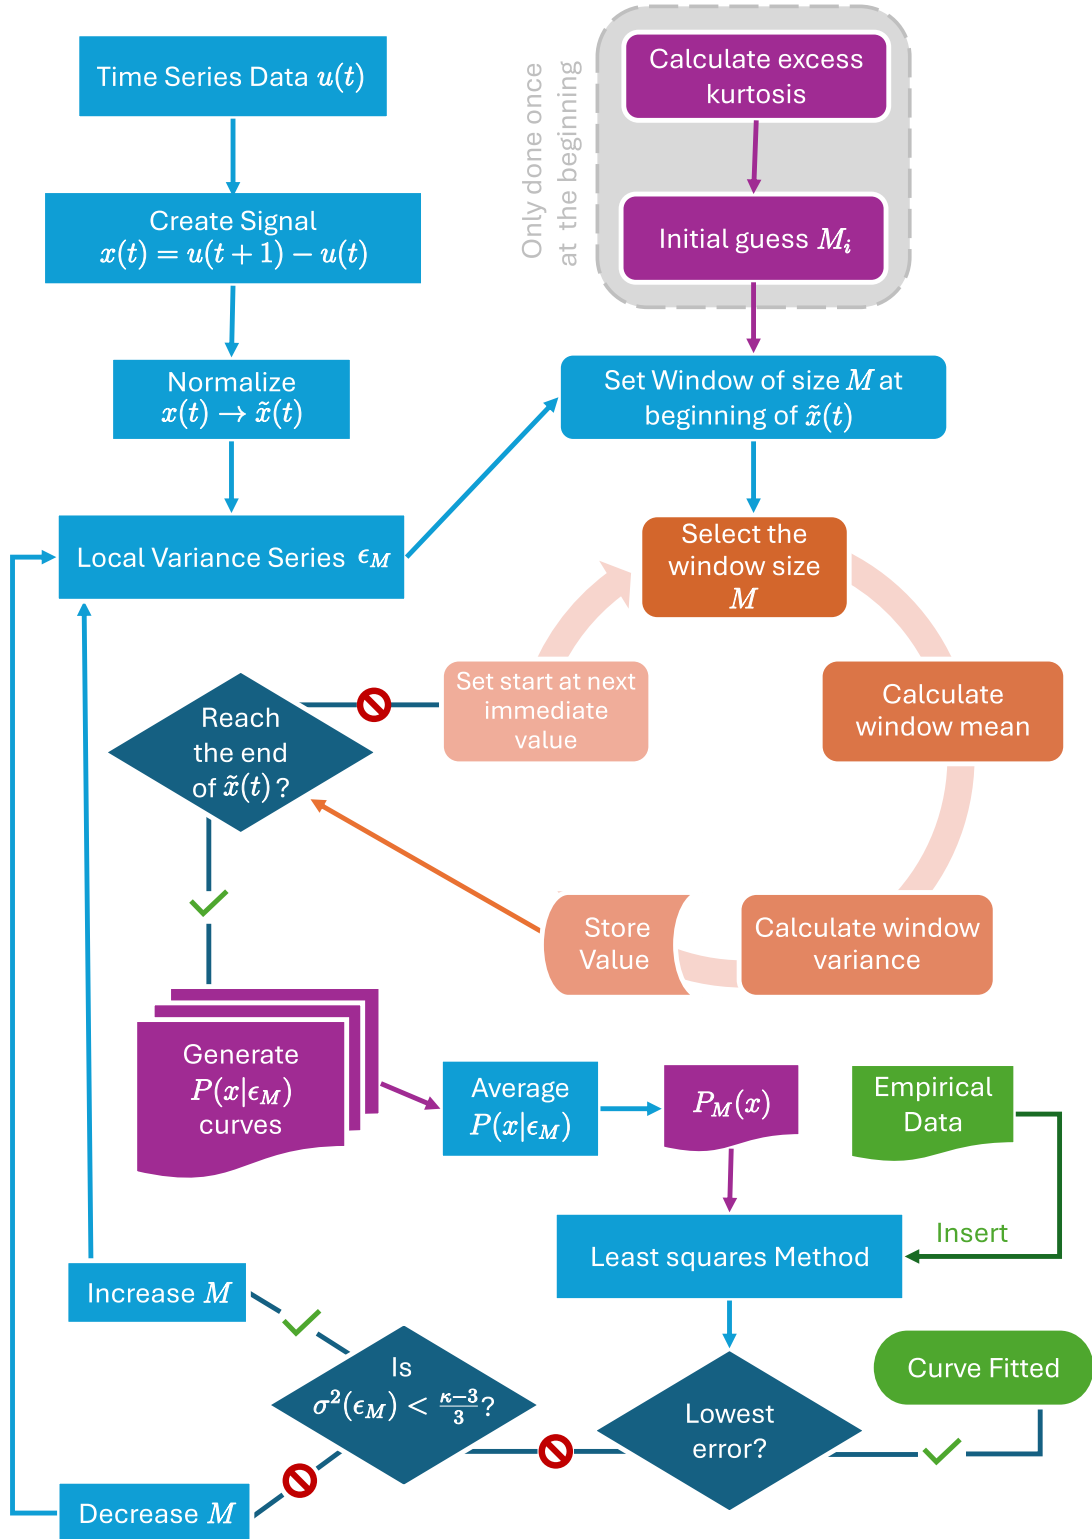 Time Series Data u(t)
Create Signal
x(t) = u(t + 1) − u(t)
Normalize
x(t) → x̃(t)
Local Variance Series ϵ_M
Only done once
at the beginning
Calculate excess
kurtosis
Initial guess M_i
Set Window of size M at
beginning of x̃(t)
Select the
window size
M
Calculate
window mean
Calculate window
variance
Store
Value
Set start at next
immediate
value
Reach
the end
of x̃(t)?
Generate
P(x|ϵ_M)
curves
Average
P(x|ϵ_M)
P_M(x)
Empirical
Data
Insert
Least squares Method
Lowest
error?
Curve Fitted
Is
σ²(ϵ_M) < (κ−3)/3?
Increase M
Decrease M